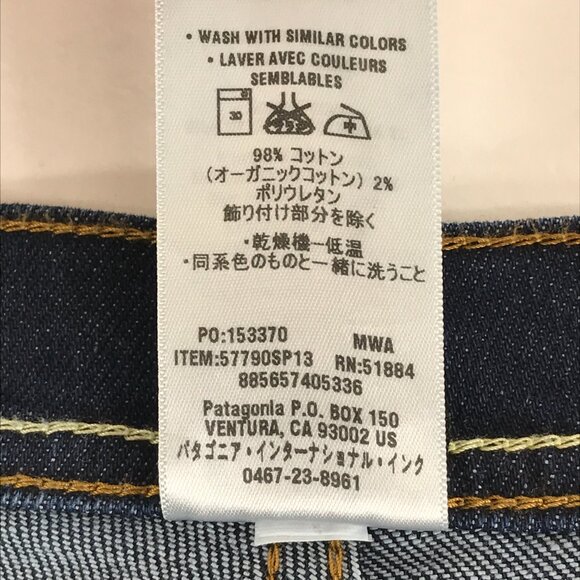 • WASH WITH SIMILAR COLORS
• LAVER AVEC COULEURS
SEMBLABLES
30 中
98% コットン
(オーガニックコットン) 2%
ポリウレタン
飾り付け部分を除く
・乾燥機ー低温
・同系色のものと一緒に洗うこと
PO:153370 MWA
ITEM:57790SP13 RN:51884
885657405336
Patagonia P.O. BOX 150
VENTURA, CA 93002 US
パタゴニア・インターナショナル・インク
0467-23-8961